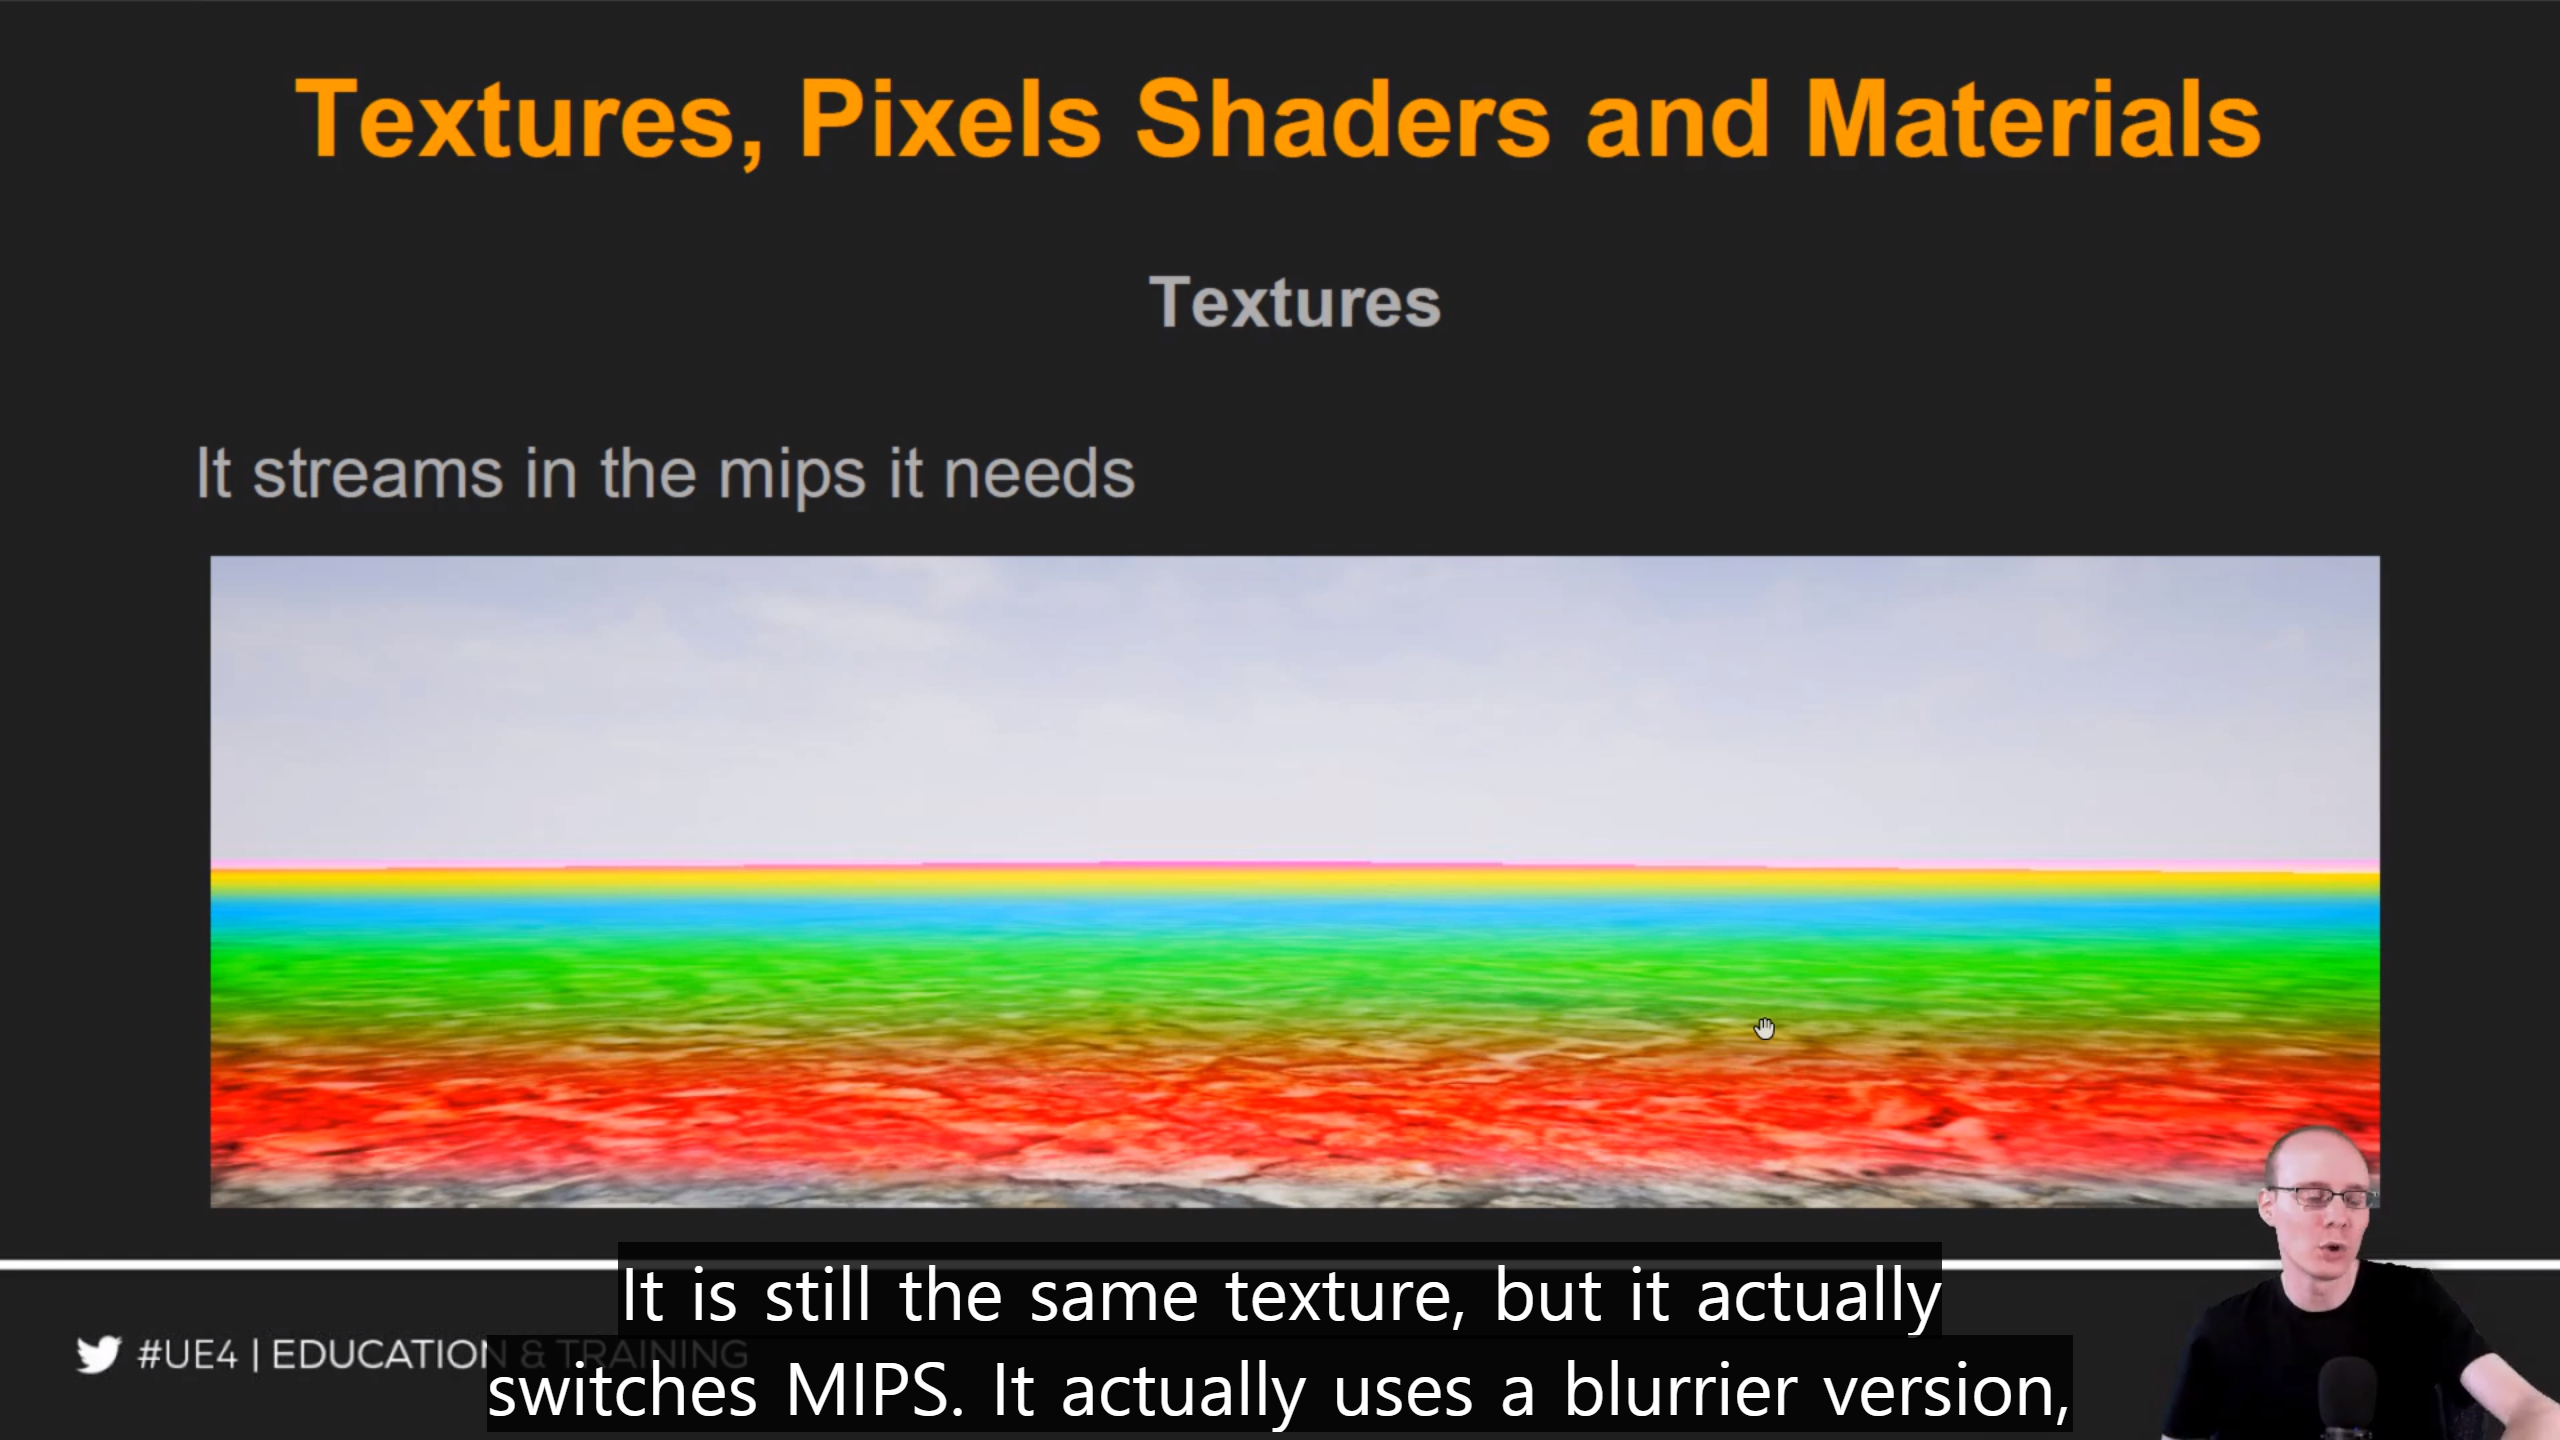 Textures, Pixels Shaders and Materials
Textures
It streams in the mips it needs
It is still the same texture, but it actually
switches MIPS. It actually uses a blurrier version,
#UE4 | EDUCATION & TRAINING